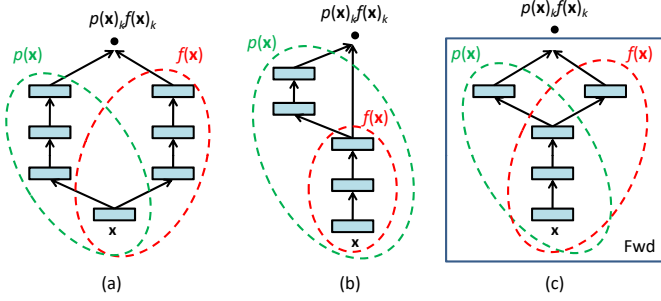 p(x)ₖf(x)ₖ
p(x)
f(x)
x
(a)
p(x)ₖf(x)ₖ
p(x)
f(x)
x
(b)
p(x)ₖf(x)ₖ
p(x)
f(x)
x
Fwd
(c)